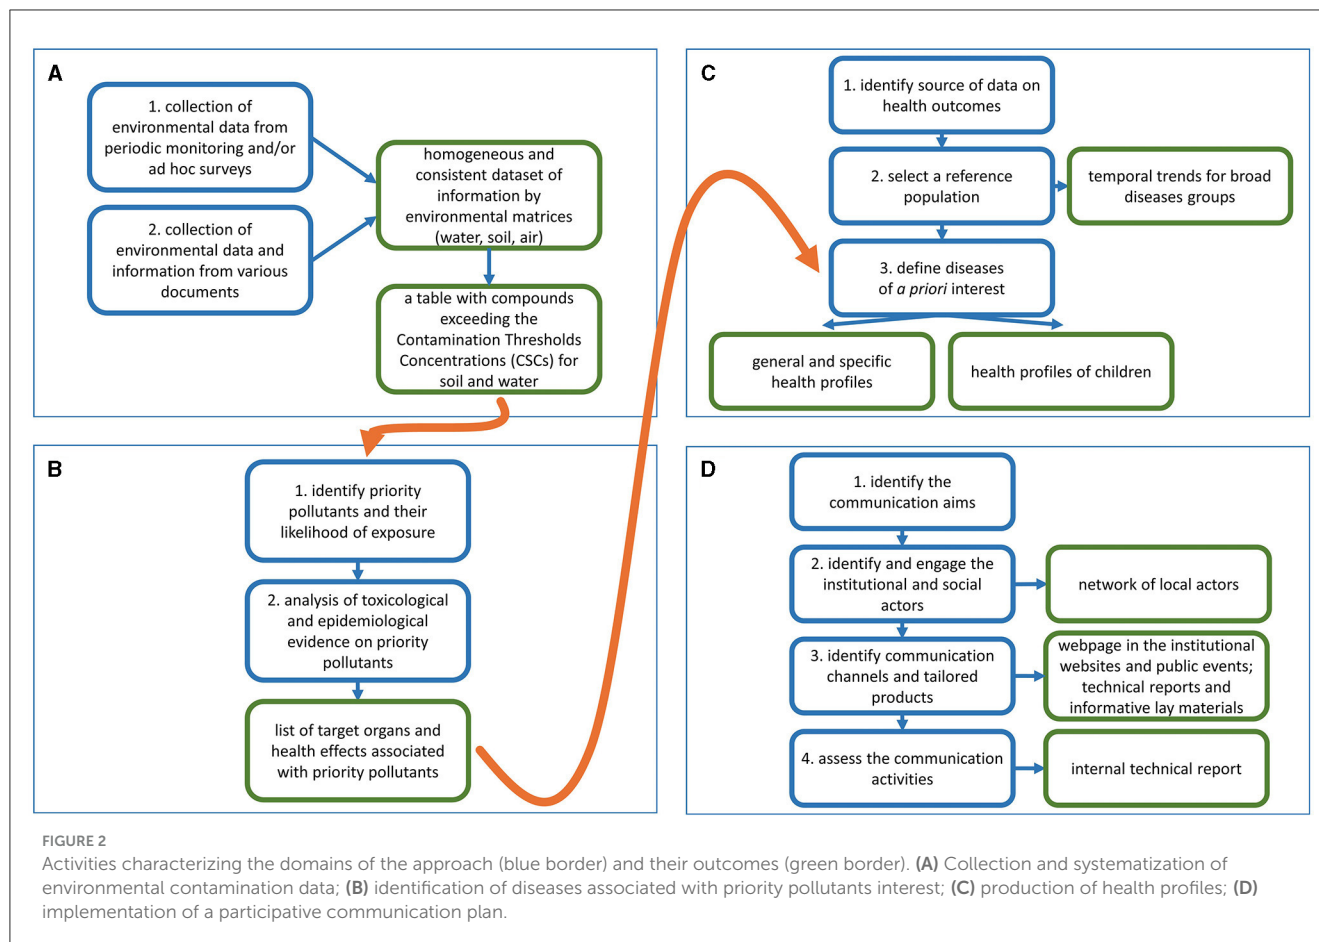 A
1. collection of
environmental data from
periodic monitoring and/or
ad hoc surveys
2. collection of
environmental data and
information from various
documents
homogeneous and
consistent dataset of
information by
environmental matrices
(water, soil, air)
a table with compounds
exceeding the
Contamination Thresholds
Concentrations (CSCs) for
soil and water
B
1. identify priority
pollutants and their
likelihood of exposure
2. analysis of toxicological
and epidemiological
evidence on priority
pollutants
list of target organs and
health effects associated
with priority pollutants
C
1. identify source of data on
health outcomes
2. select a reference
population
temporal trends for broad
diseases groups
3. define diseases
of a priori interest
general and specific
health profiles
health profiles of children
D
1. identify the
communication aims
2. identify and engage the
institutional and social
actors
network of local actors
3. identify communication
channels and tailored
products
webpage in the institutional
websites and public events;
technical reports and
informative lay materials
4. assess the communication
activities
internal technical report
FIGURE 2
Activities characterizing the domains of the approach (blue border) and their outcomes (green border). (A) Collection and systematization of
environmental contamination data; (B) identification of diseases associated with priority pollutants interest; (C) production of health profiles; (D)
implementation of a participative communication plan.